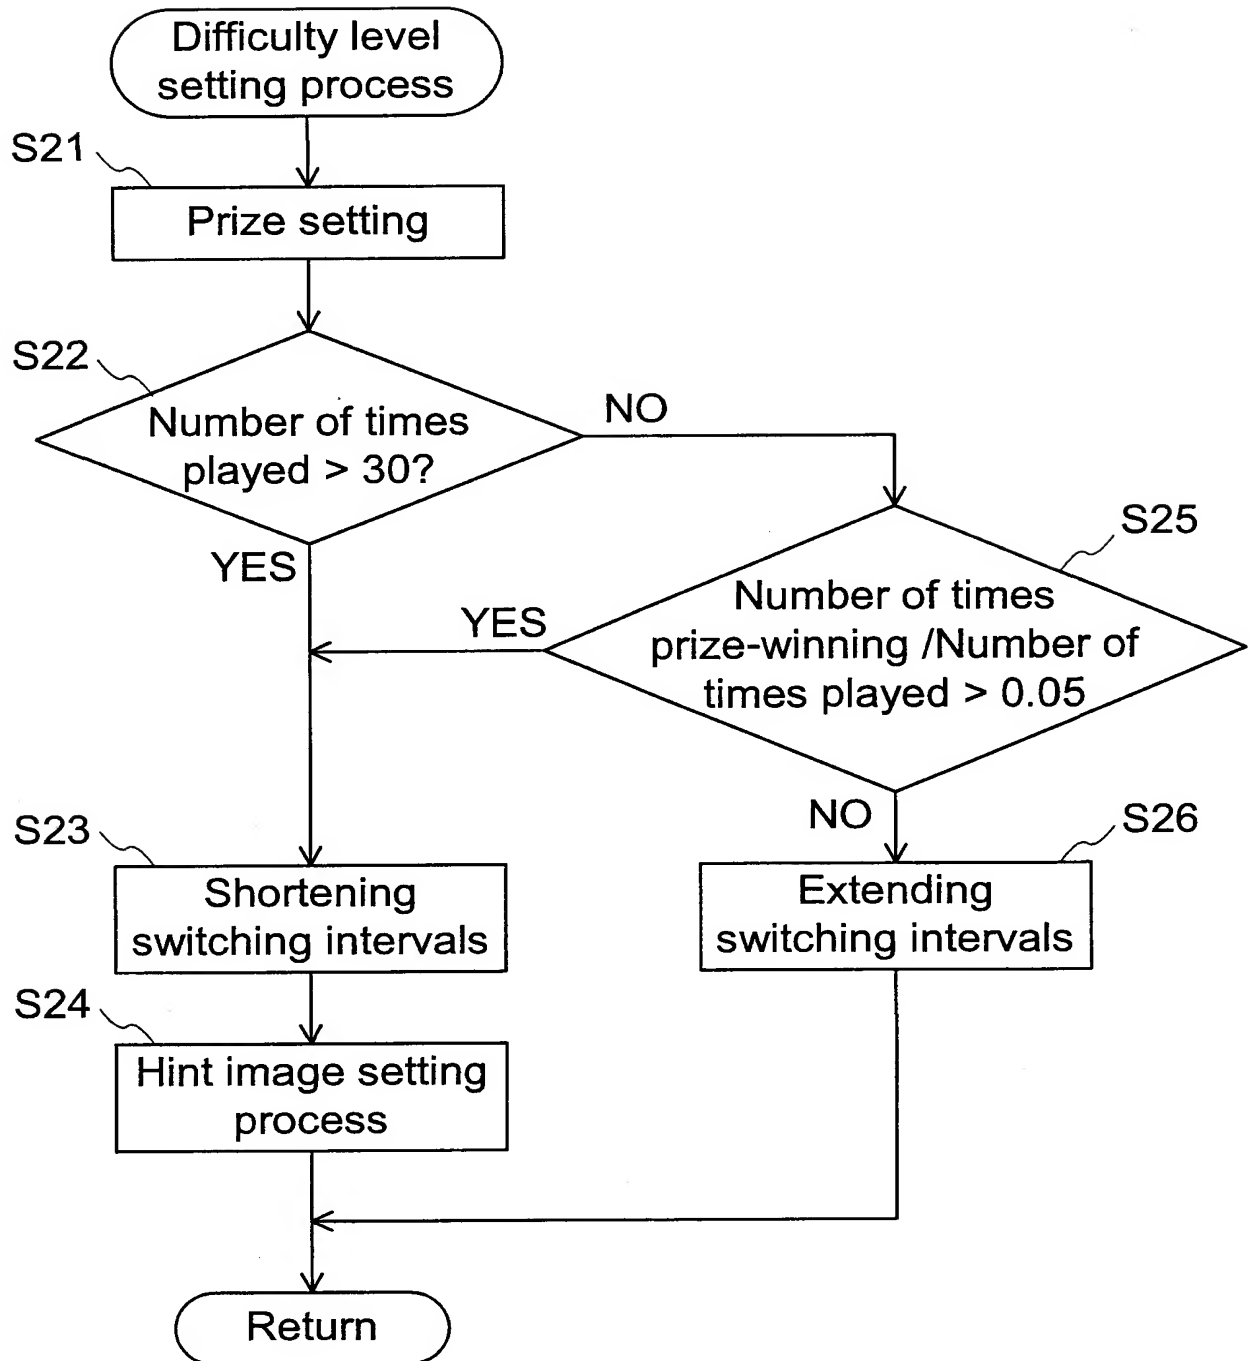 Difficulty level
setting process
S21
Prize setting
S22
Number of times
played > 30?
NO
YES
S25
Number of times
prize-winning /Number of
times played > 0.05
YES
NO
S23
Shortening
switching intervals
S26
Extending
switching intervals
S24
Hint image setting
process
Return